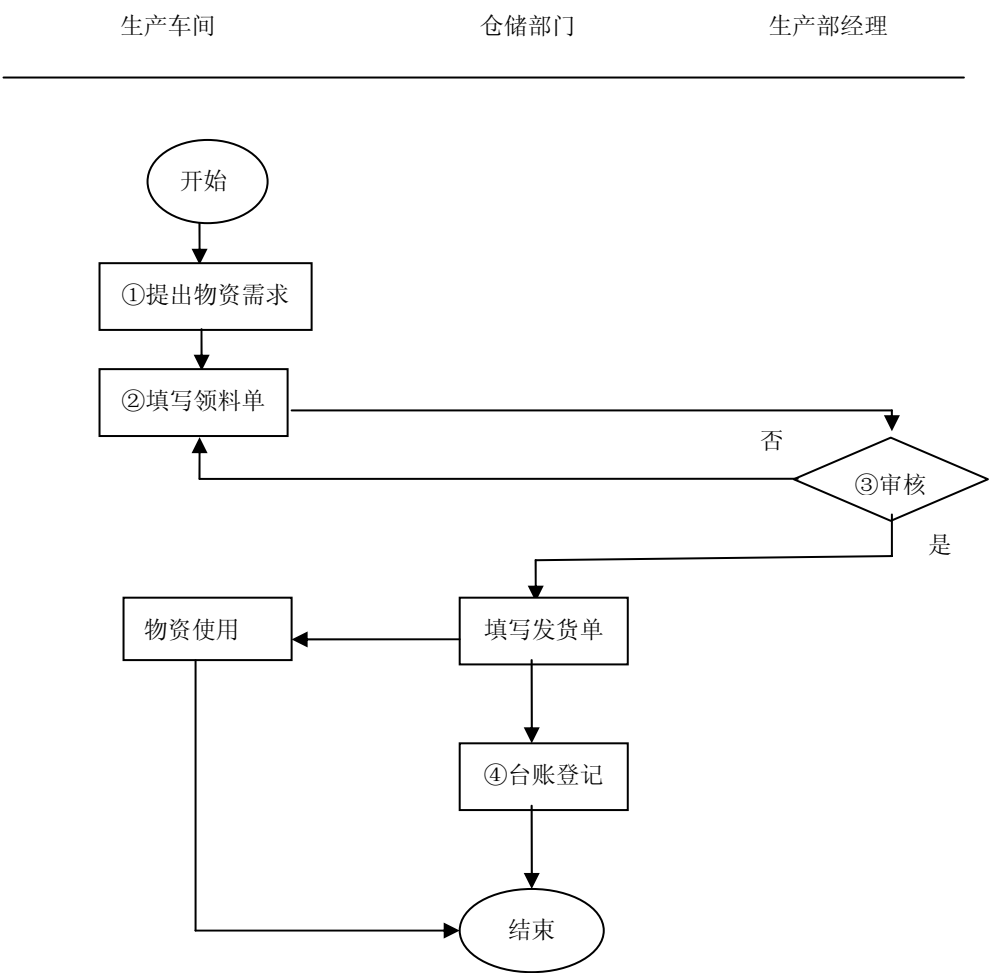 生产车间
仓储部门
生产部经理
开始
①提出物资需求
②填写领料单
否
③审核
是
物资使用
填写发货单
④台账登记
结束